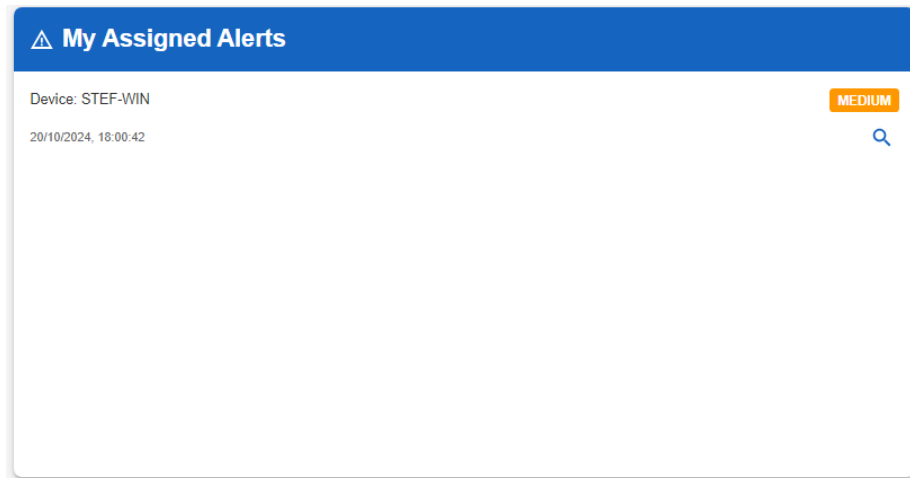 My Assigned Alerts
Device: STEF-WIN
MEDIUM
20/10/2024, 18:00:42